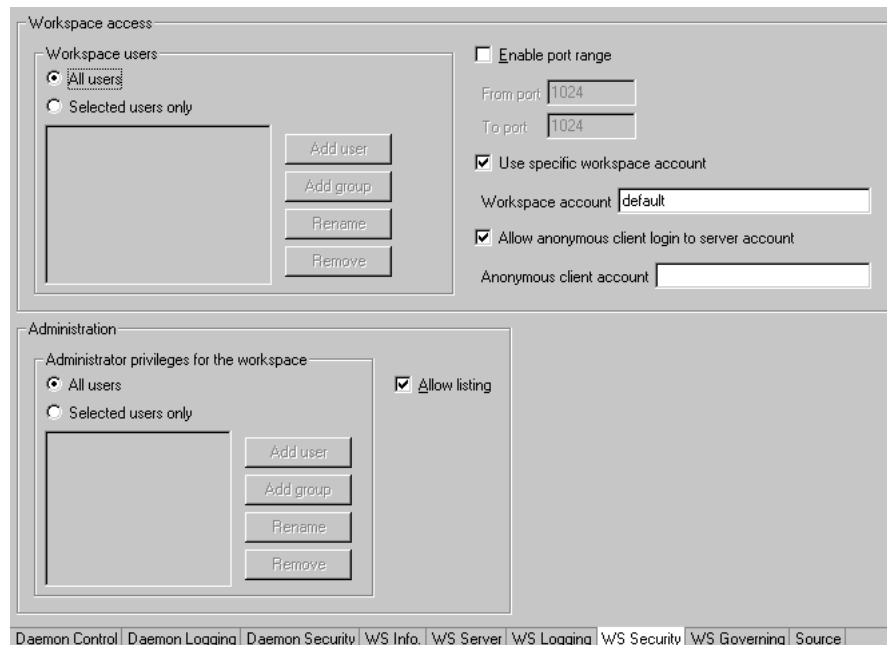 Workspace access
Workspace users
All users
Selected users only
Add user
Add group
Rename
Remove
Enable port range
From port 1024
To port 1024
Use specific workspace account
Workspace account default
Allow anonymous client login to server account
Anonymous client account
Administration
Administrator privileges for the workspace
All users
Selected users only
Add user
Add group
Rename
Remove
Allow listing
Daemon Control Daemon Logging Daemon Security WS Info. WS Server WS Logging WS Security WS Governing Source